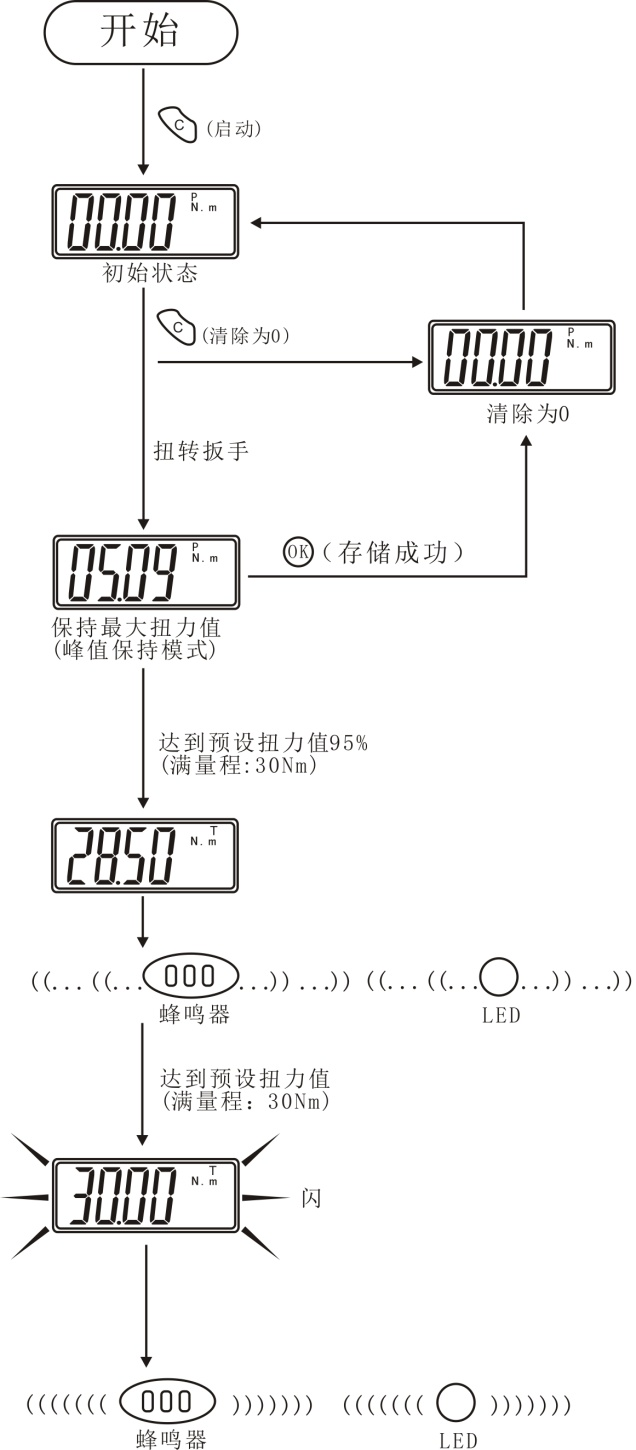 开始
C (启动)
00.00 P N.m
初始状态
C (清除为0)
00.00 P N.m
清除为0
扭转扳手
05.09 P N.m
OK (存储成功)
保持最大扭力值
(峰值保持模式)
达到预设扭力值95%
(满量程:30Nm)
28.50 T N.m
((...((... 000 ...))...)) ((...((... ...))...))
蜂鸣器 LED
达到预设扭力值
(满量程: 30Nm)
30.00 T N.m
闪
((((((( 000 ))))))) ((((((( )))))))
蜂鸣器 LED